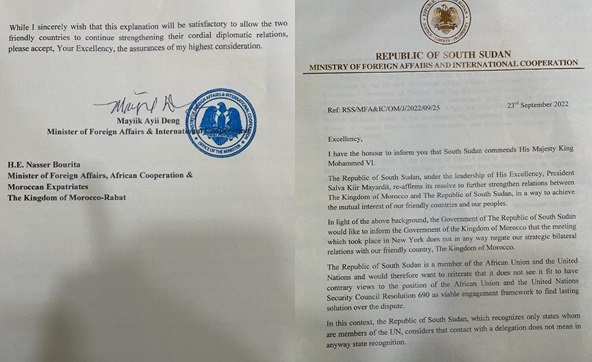 REPUBLIC OF SOUTH SUDAN
MINISTRY OF FOREIGN AFFAIRS AND INTERNATIONAL COOPERATION
Ref: RSS/MFA&IC/OM/J/2022/09/25
23rd September 2022
Excellency,
I have the honour to inform you that South Sudan commends His Majesty King
Mohammed VI.
The Republic of South Sudan, under the leadership of His Excellency, President
Salva Kiir Mayardit, re-affirms its resolve to further strengthen relations between
The Kingdom of Morocco and The Republic of South Sudan, in a way to achieve
the mutual interest of our friendly countries and our peoples.
In light of the above background, the Government of The Republic of South Sudan
would like to inform the Government of the Kingdom of Morocco that the meeting
which took place in New York does not in any way negate our strategic bilateral
relations with our friendly country, The Kingdom of Morocco.
The Republic of South Sudan is a member of the African Union and the United
Nations and would therefore want to reiterate that it does not see it fit to have
contrary views to the position of the African Union and the United Nations
Security Council Resolution 690 as viable engagement framework to find lasting
solution over the dispute.
In this context, the Republic of South Sudan, which recognizes only states whom
are members of the UN, considers that contact with a delegation does not mean in
anyway state recognition.
While I sincerely wish that this explanation will be satisfactory to allow the two
friendly countries to continue strengthening their cordial diplomatic relations,
please accept, Your Excellency, the assurances of my highest consideration.
Mayiik Ayii Deng
Minister of Foreign Affairs & International
H.E. Nasser Bourita
Minister of Foreign Affairs, African Cooperation &
Moroccan Expatriates
The Kingdom of Morocco-Rabat